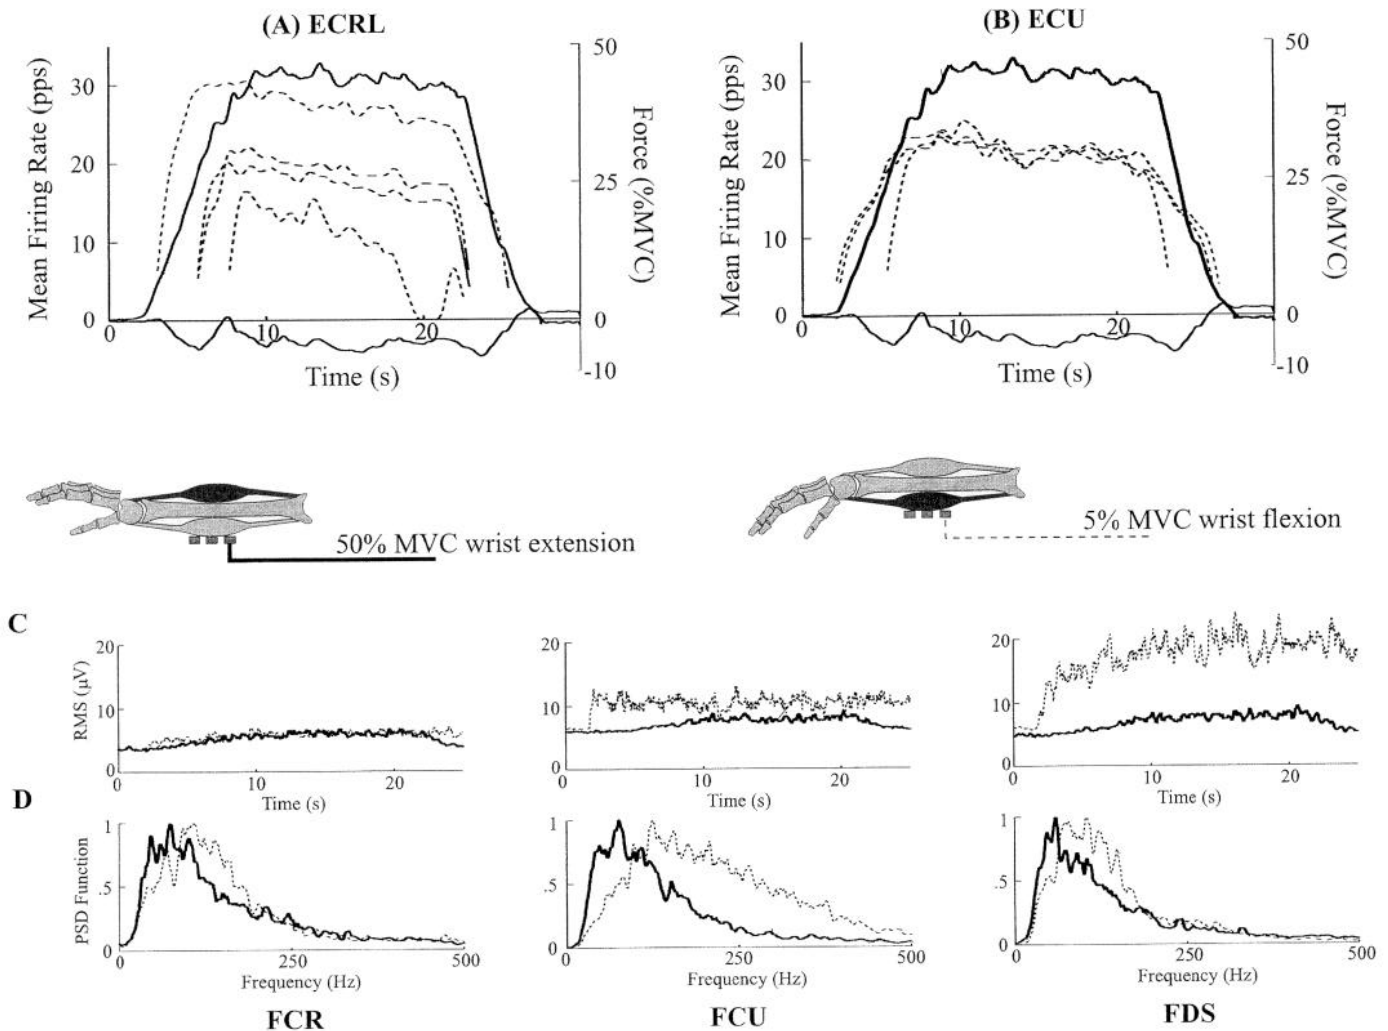 (A) ECRL
(B) ECU
Mean Firing Rate (pps)
30
20
10
0
0
10
20
Time (s)
50
25
0
-10
Force (%MVC)
Mean Firing Rate (pps)
30
20
10
0
0
10
20
Time (s)
50
25
0
-10
Force (%MVC)
50% MVC wrist extension
5% MVC wrist flexion
C
RMS (μV)
20
10
0
0
10
20
Time (s)
20
10
0
0
10
20
Time (s)
20
10
0
0
10
20
Time (s)
D
PSD Function
1
.5
0
0
250
500
Frequency (Hz)
FCR
1
.5
0
0
250
500
Frequency (Hz)
FCU
1
.5
0
0
250
500
Frequency (Hz)
FDS